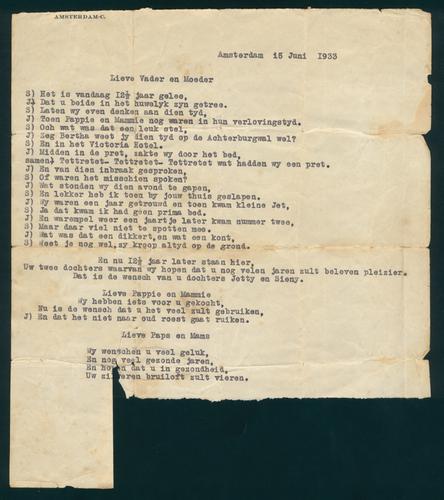 AMSTERDAM-C.
Amsterdam 15 Juni 1933
Lieve Vader en Moeder
S) Het is vandaag 12½ jaar gelee,
J) Dat u beide in het huwelyk zyn getree.
S) Laten wy even denken aan dien tyd,
J) Toen Pappie en Mammie nog waren in hun verlovingstyd.
S) Och wat was dat een leuk stel,
J) Zeg Bertha weet jy dien tyd op de Achterburgwal wel?
S) En in het Victoria Hotel.
J) Midden in de pret, zakte wy door het bed,
samen) Tettretet- Tettretet- Tettretet wat hadden wy een pret.
J) En van dien inbraak gesproken,
S) Of waren het misschien spoken?
J) Wat stonden wy dien avond te gapen,
S) En lekker heb ik toen by jouw thuis geslapen.
J) Wy waren een jaar getrouwd en toen kwam kleine Jet,
S) Ja dat kwam ik had geen prima bed.
J) En warempel weer een jaartje later kwam nummer twee,
S) Maar daar viel niet te spotten mee.
J) Wat was dat een dikkert, en wat een kont,
S) Weet je nog wel, zy kroop altyd op de grond.
En nu 12½ jaar later staan hier,
Uw twee dochters waarvan wy hopen dat u nog velen jaren zult beleven pleizier.
Dat is de wensch van u dochters Jetty en Sieny.
Lieve Pappie en Mammie
Wy hebben iets voor u gekocht,
Nu is de wensch dat u het veel zult gebruiken,
J) En dat het niet naar oud roest gaat ruiken.
Lieve Paps en Mams
Wy wenschen u veel geluk,
En nog veel gezonde jaren,
En hopen dat u in gezondheid,
Uw zilveren bruiloft zult vieren.